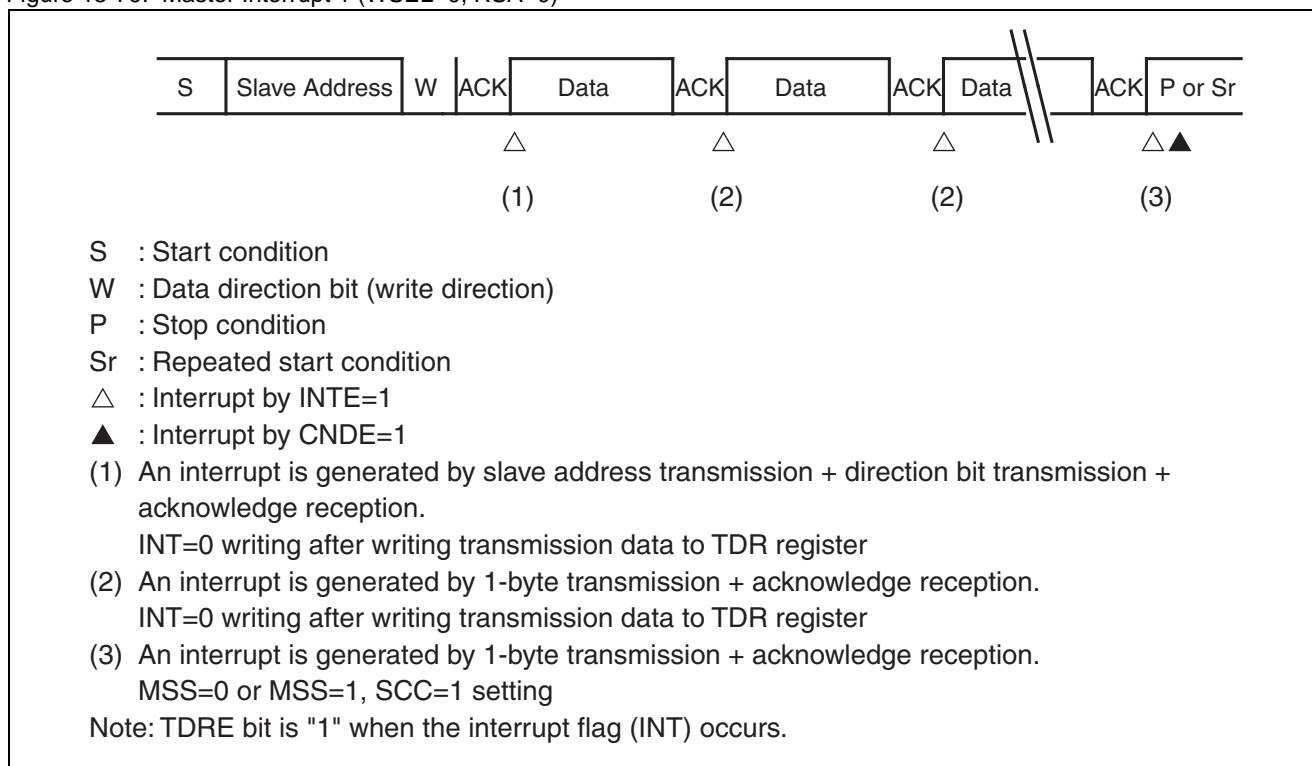 S Slave Address W ACK Data ACK Data ACK Data ACK P or Sr
△ △ △ △▲
(1) (2) (2) (3)
S : Start condition
W : Data direction bit (write direction)
P : Stop condition
Sr : Repeated start condition
△ : Interrupt by INTE=1
▲ : Interrupt by CNDE=1
(1) An interrupt is generated by slave address transmission + direction bit transmission +
acknowledge reception.
INT=0 writing after writing transmission data to TDR register
(2) An interrupt is generated by 1-byte transmission + acknowledge reception.
INT=0 writing after writing transmission data to TDR register
(3) An interrupt is generated by 1-byte transmission + acknowledge reception.
MSS=0 or MSS=1, SCC=1 setting
Note: TDRE bit is "1" when the interrupt flag (INT) occurs.